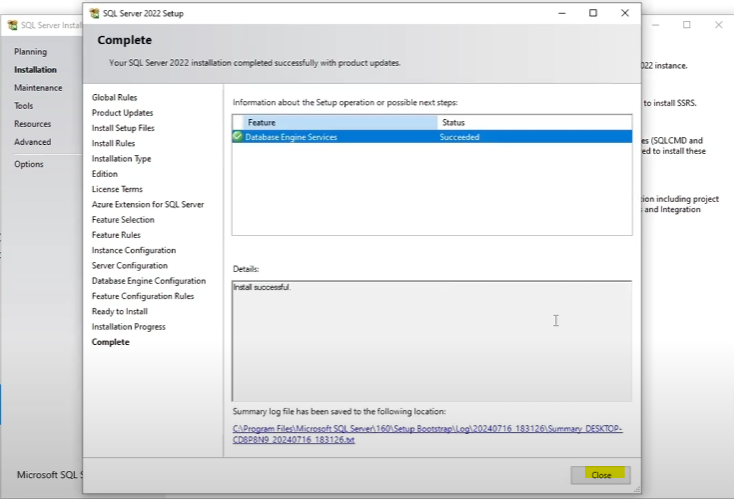 SQL Server 2022 Setup
Complete
Your SQL Server 2022 installation completed successfully with product updates.
Global Rules
Product Updates
Install Setup Files
Install Rules
Installation Type
Edition
License Terms
Azure Extension for SQL Server
Feature Selection
Feature Rules
Instance Configuration
Server Configuration
Database Engine Configuration
Feature Configuration Rules
Ready to Install
Installation Progress
Complete
Information about the Setup operation or possible next steps:
Feature Status
Database Engine Services Succeeded
Details:
Install successful.
Summary log file has been saved to the following location:
C:\Program Files\Microsoft SQL Server\160\Setup Bootstrap\Log\20240716_183126\Summary_DESKTOP-
CD8P8N9_20240716_183126.txt
Close
SQL Server Instal
Planning
Installation
Maintenance
Tools
Resources
Advanced
Options
Microsoft SQL S
022 instance.
to install SSRS.
es (SQLCMD and
ed to install these
ion including project
and Integration